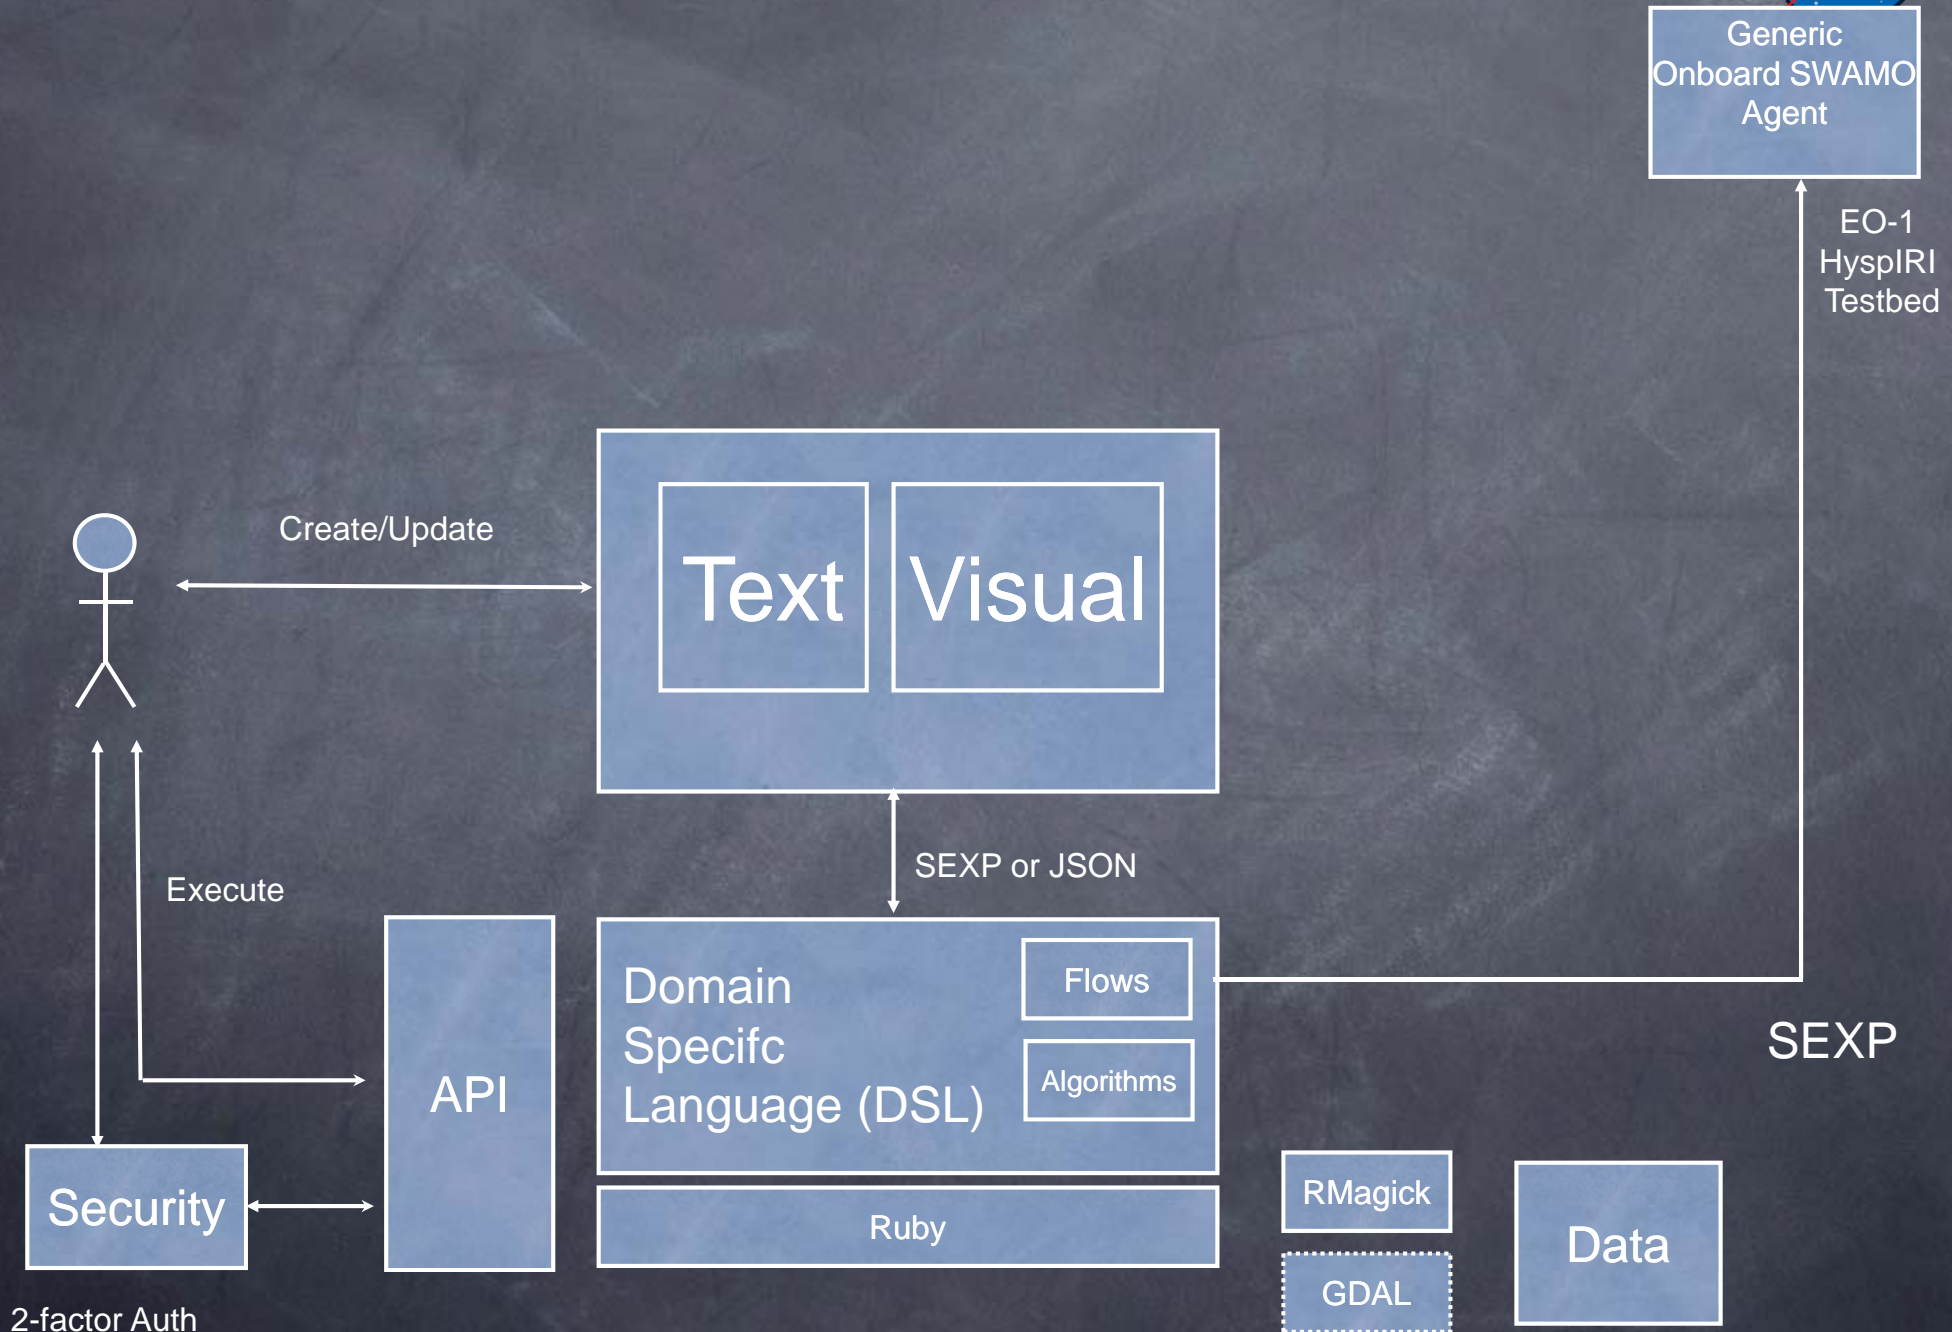 Generic
Onboard SWAMO
Agent
EO-1
HyspIRI
Testbed
Create/Update
Text
Visual
SEXP or JSON
Execute
API
Domain
Specifc
Language (DSL)
Flows
Algorithms
SEXP
Security
Ruby
RMagick
GDAL
Data
2-factor Auth